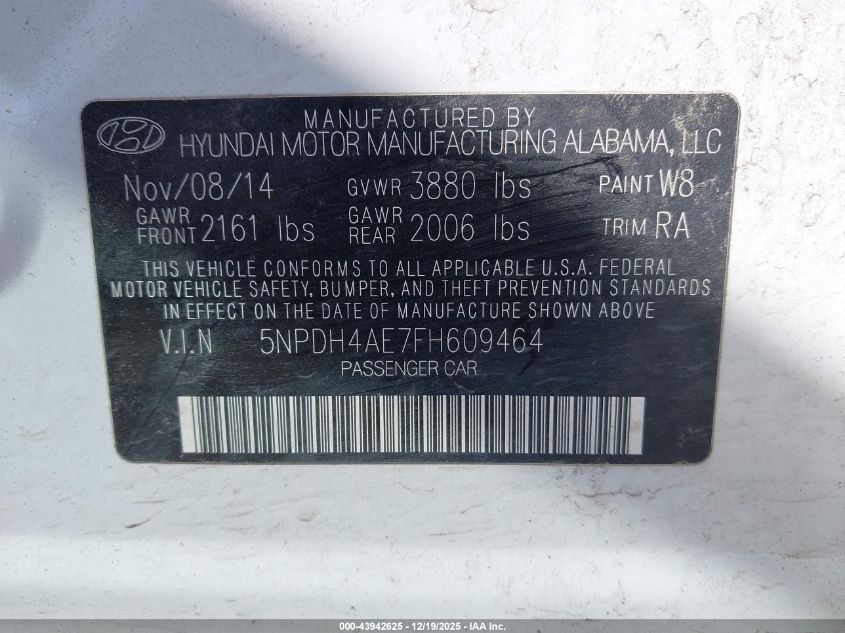 MANUFACTURED BY
HYUNDAI MOTOR MANUFACTURING ALABAMA, LLC
Nov/08/14 GVWR 3880 lbs PAINT W8
GAWR FRONT 2161 lbs GAWR REAR 2006 lbs TRIM RA
THIS VEHICLE CONFORMS TO ALL APPLICABLE U.S.A. FEDERAL
MOTOR VEHICLE SAFETY, BUMPER, AND THEFT PREVENTION STANDARDS
IN EFFECT ON THE DATE OF MANUFACTURE SHOWN ABOVE
V.I.N 5NPDH4AE7FH609464
PASSENGER CAR
000-43942625 - 12/19/2025 - IAA Inc.